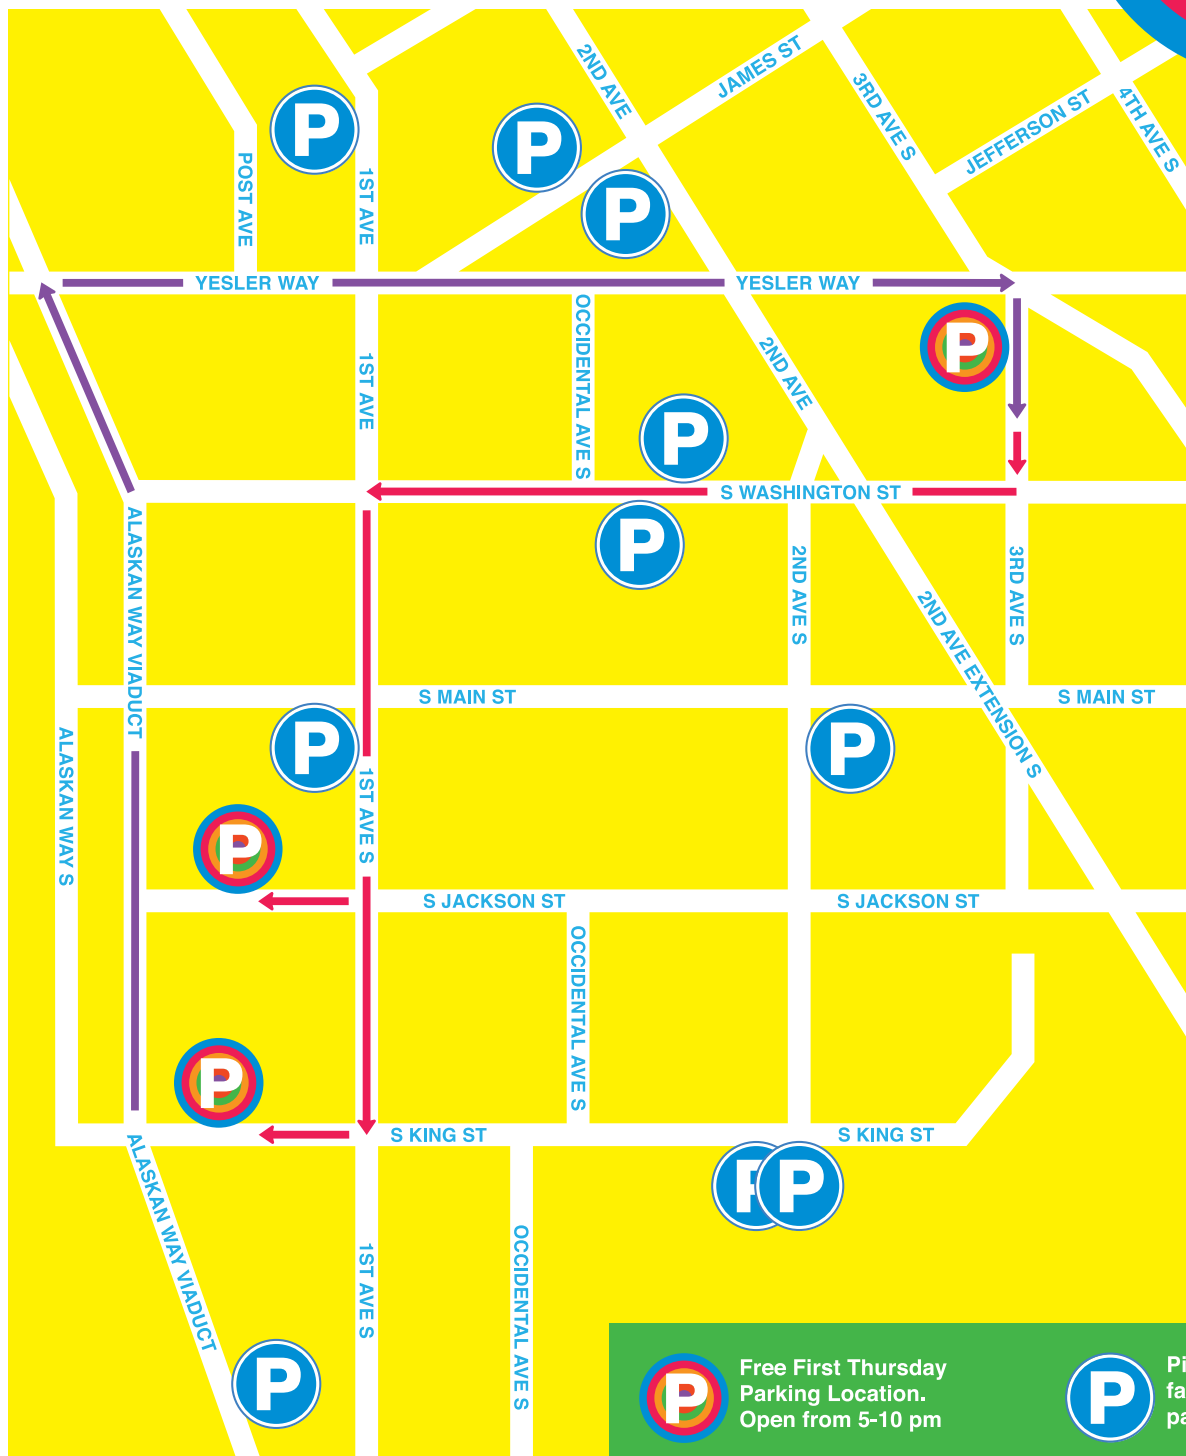 2ND AVE
JAMES ST
3RD AVE S
4TH AVE S
JEFFERSON ST
P
P
P
POST AVE
1ST AVE
YESLER WAY
YESLER WAY
OCCIDENTAL AVE S
1ST AVE
2ND AVE
P
P
S WASHINGTON ST
P
ALASKAN WAY VIADUCT
2ND AVE S
3RD AVE S
2ND AVE EXTENSION S
S MAIN ST
S MAIN ST
ALASKAN WAY S
P
P
1ST AVE S
P
S JACKSON ST
S JACKSON ST
OCCIDENTAL AVE S
P
S KING ST
S KING ST
ALASKAN WAY VIADUCT
P
P
1ST AVE S
OCCIDENTAL AVE S
P
P
Free First Thursday
Parking Location.
Open from 5-10 pm
P